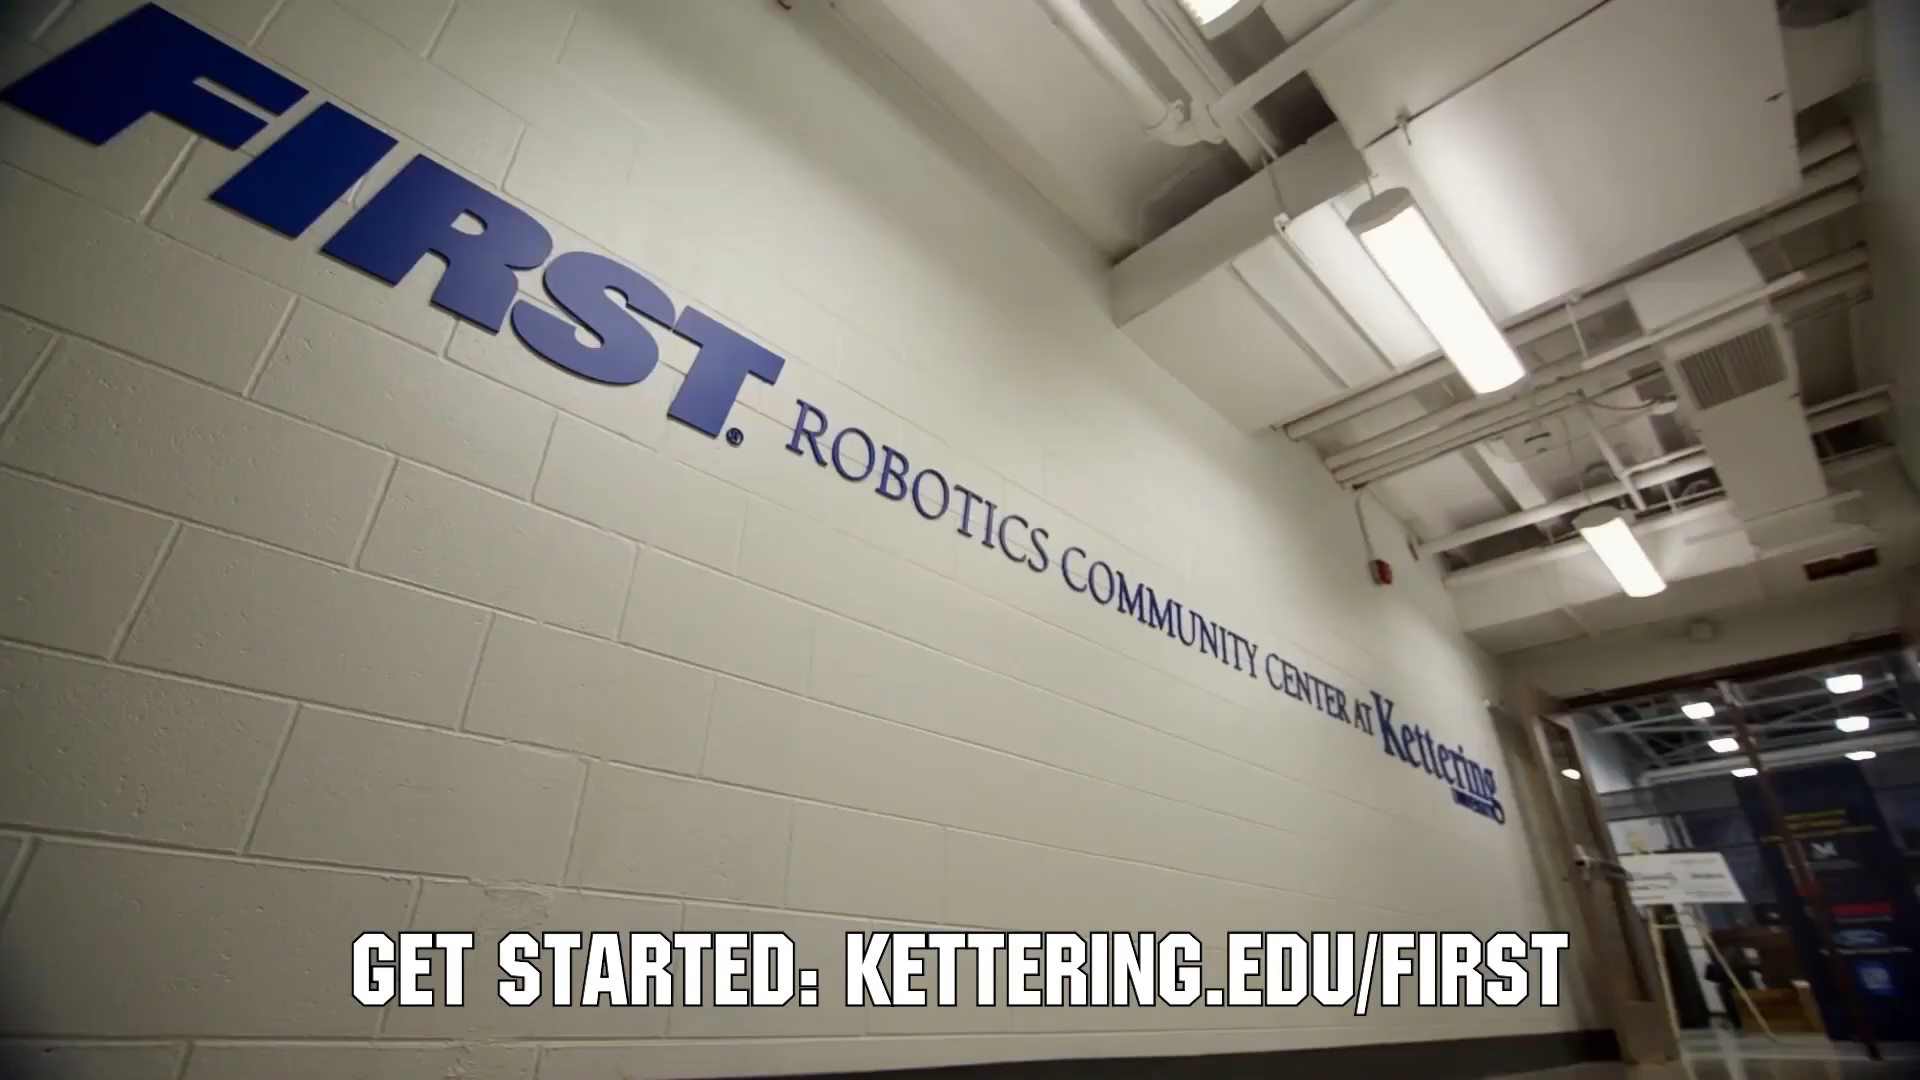 FIRST® ROBOTICS COMMUNITY CENTER AT Kettering
GET STARTED: KETTERING.EDU/FIRST